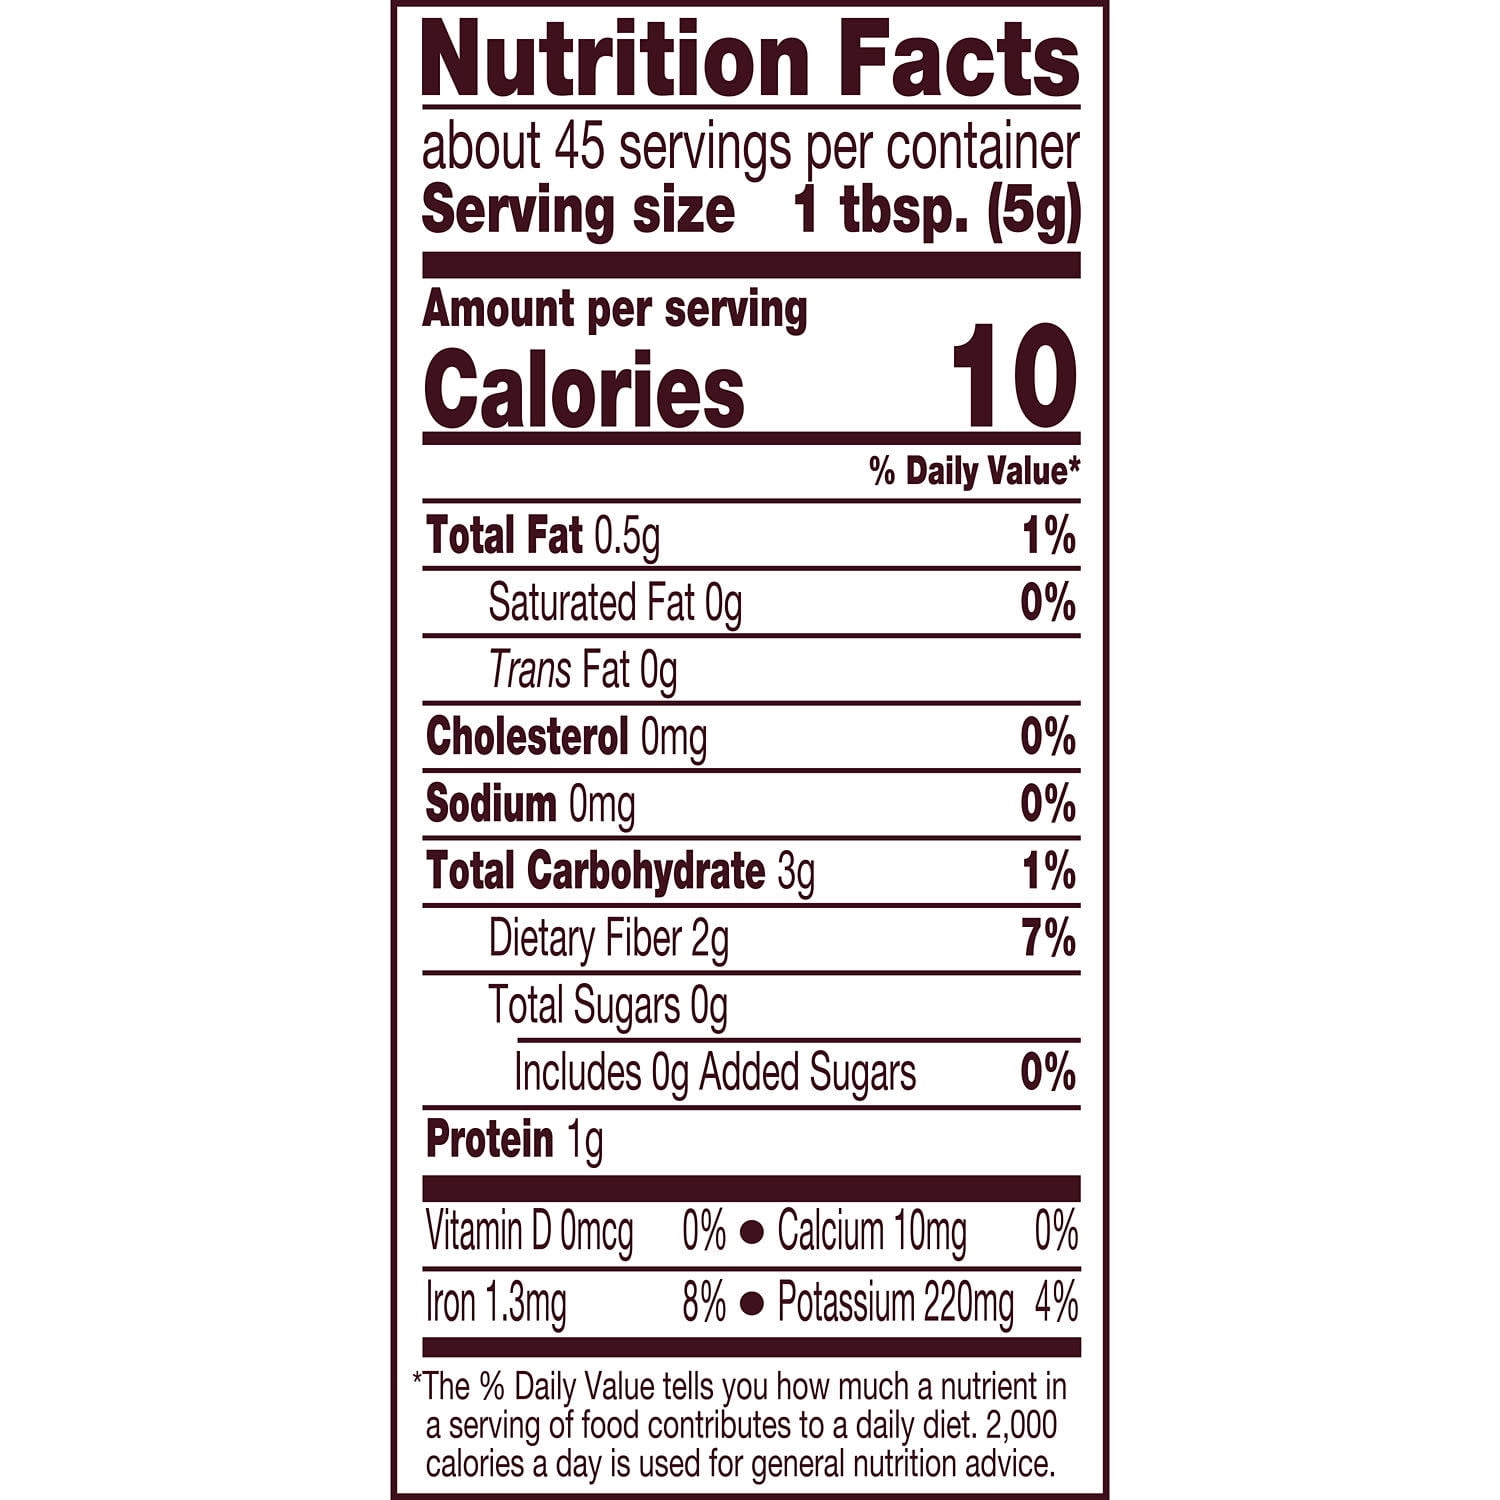 Nutrition Facts
about 45 servings per container
Serving size 1 tbsp. (5g)
Amount per serving
Calories 10
% Daily Value*
Total Fat 0.5g 1%
Saturated Fat 0g 0%
Trans Fat 0g
Cholesterol 0mg 0%
Sodium 0mg 0%
Total Carbohydrate 3g 1%
Dietary Fiber 2g 7%
Total Sugars 0g
Includes 0g Added Sugars 0%
Protein 1g
Vitamin D 0mcg 0% ● Calcium 10mg 0%
Iron 1.3mg 8% ● Potassium 220mg 4%
*The % Daily Value tells you how much a nutrient in
a serving of food contributes to a daily diet. 2,000
calories a day is used for general nutrition advice.